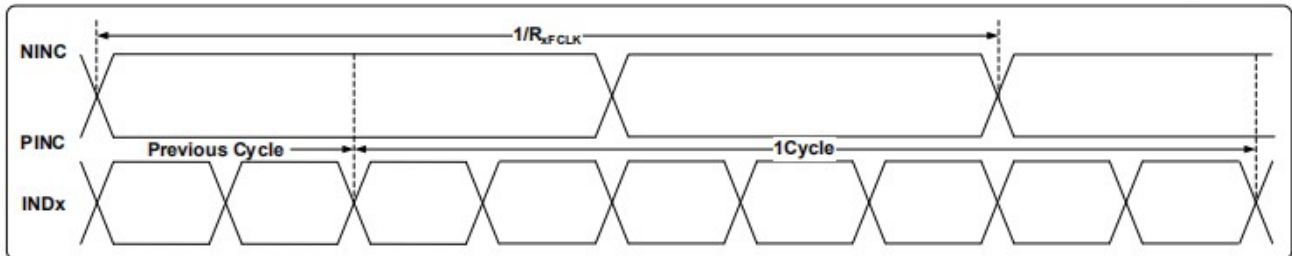 1/RxFCLK
NINC
PINC
Previous Cycle
1Cycle
INDx